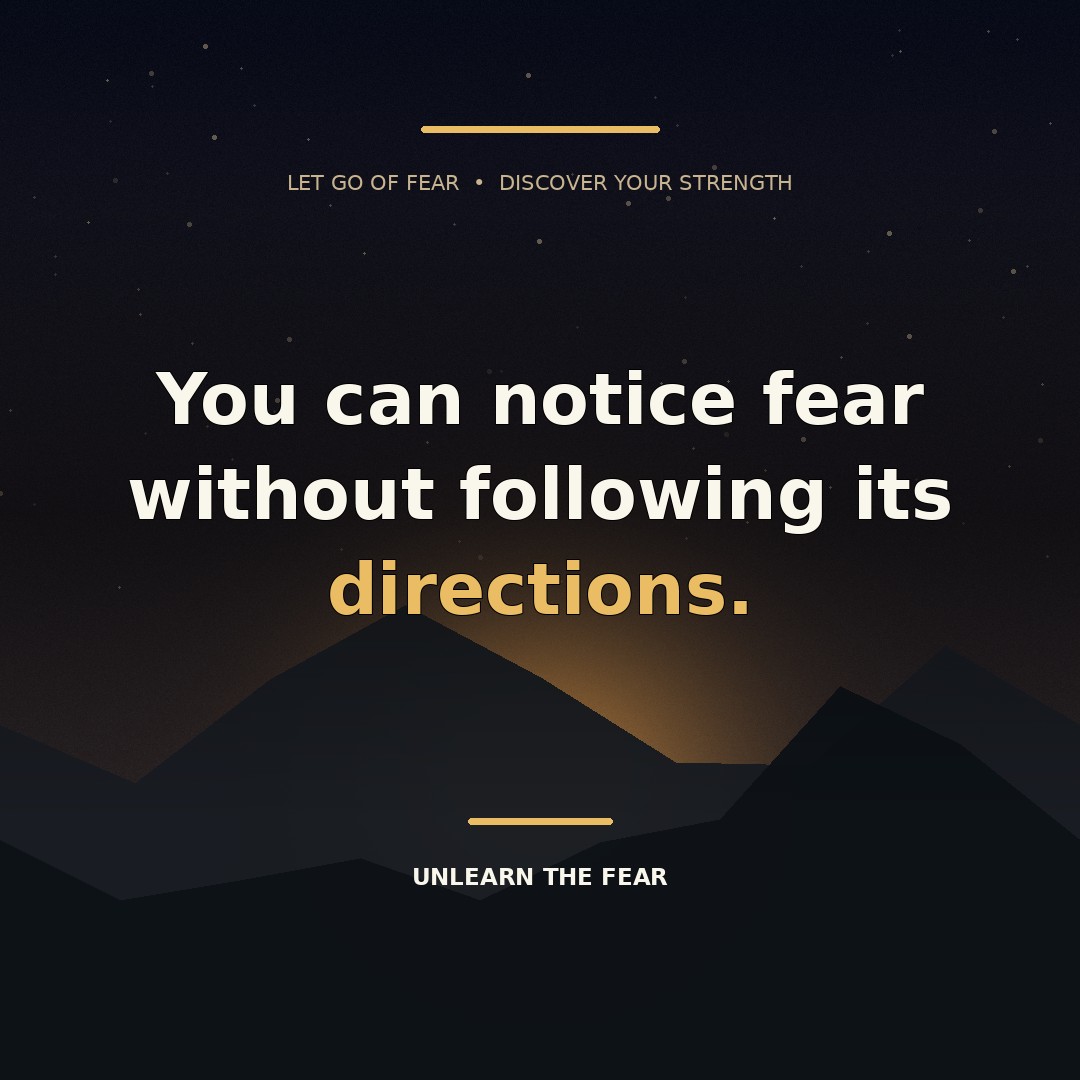 LET GO OF FEAR • DISCOVER YOUR STRENGTH
You can notice fear
without following its
directions.
UNLEARN THE FEAR